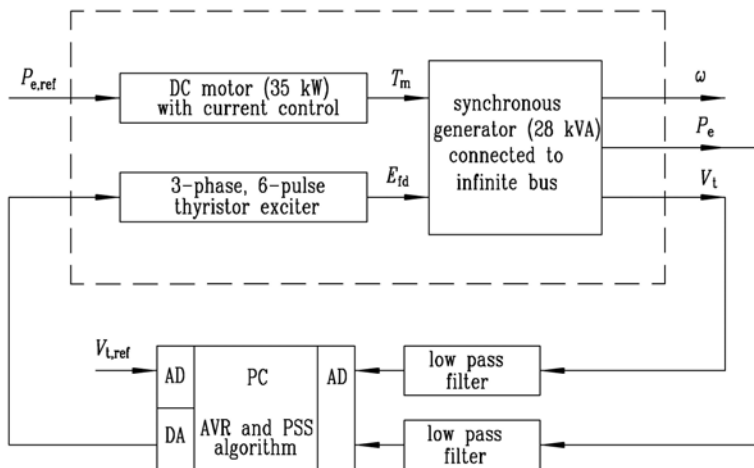 P_e,ref
DC motor (35 kW)
with current control
T_m
synchronous
generator (28 kVA)
connected to
infinite bus
ω
P_e
V_t
3-phase, 6-pulse
thyristor exciter
E_fd
V_t,ref
AD
DA
PC
AVR and PSS
algorithm
AD
low pass
filter
low pass
filter